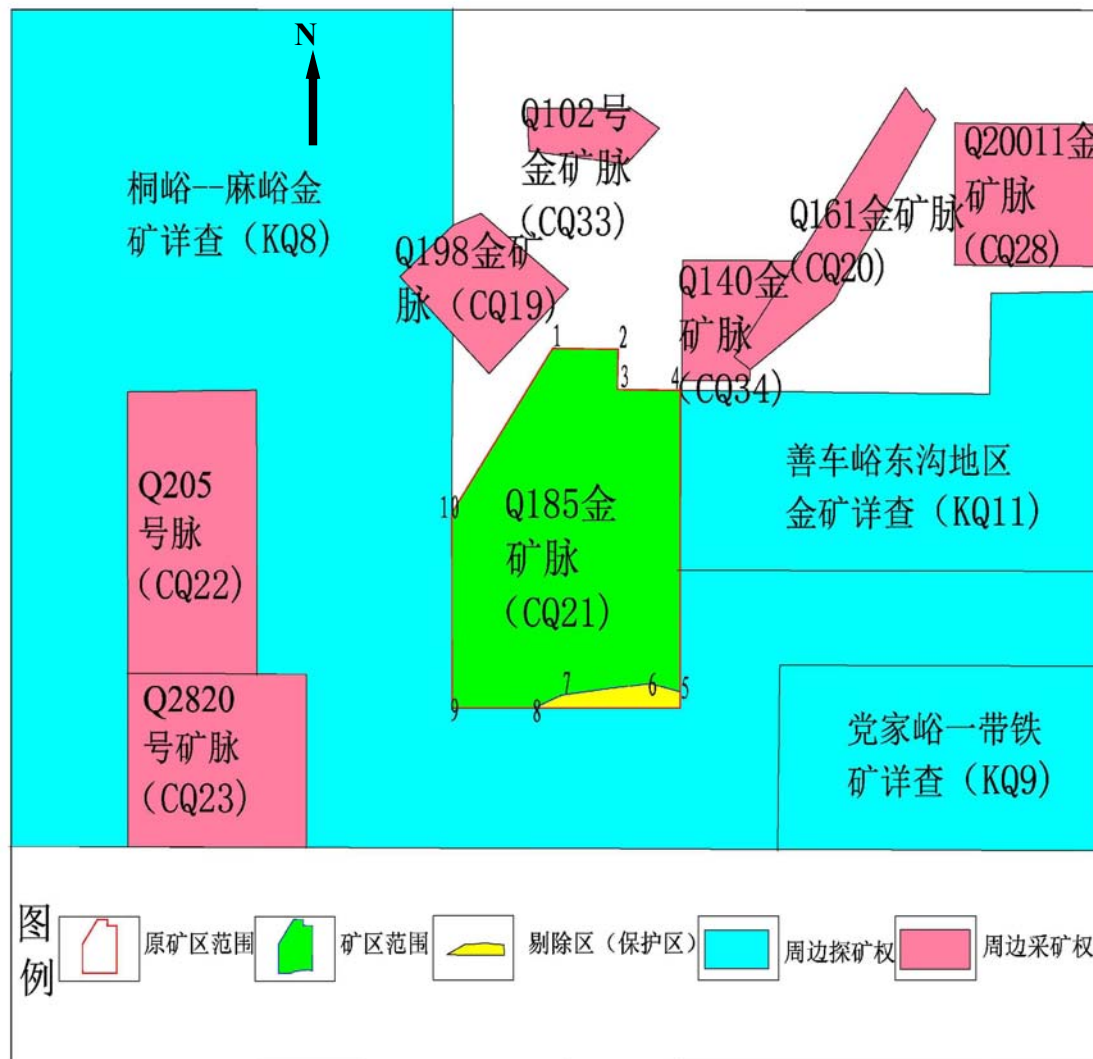 N
Q102号
金矿脉
(CQ33)
Q20011金
矿脉
(CQ28)
桐峪--麻峪金
矿详查（KQ8）
Q161金矿脉
(CQ20)
Q198金矿
脉（CQ19)
Q140金
矿脉
(CQ34)
1
2
3
4
善车峪东沟地区
金矿详查（KQ11）
Q205
号脉
（CQ22）
10
Q185金
矿脉
（CQ21）
7
6
5
9
8
Q2820
号矿脉
（CQ23）
党家峪一带铁
矿详查（KQ9）
图
例
原矿区范围
矿区范围
剔除区（保护区）
周边探矿权
周边采矿权